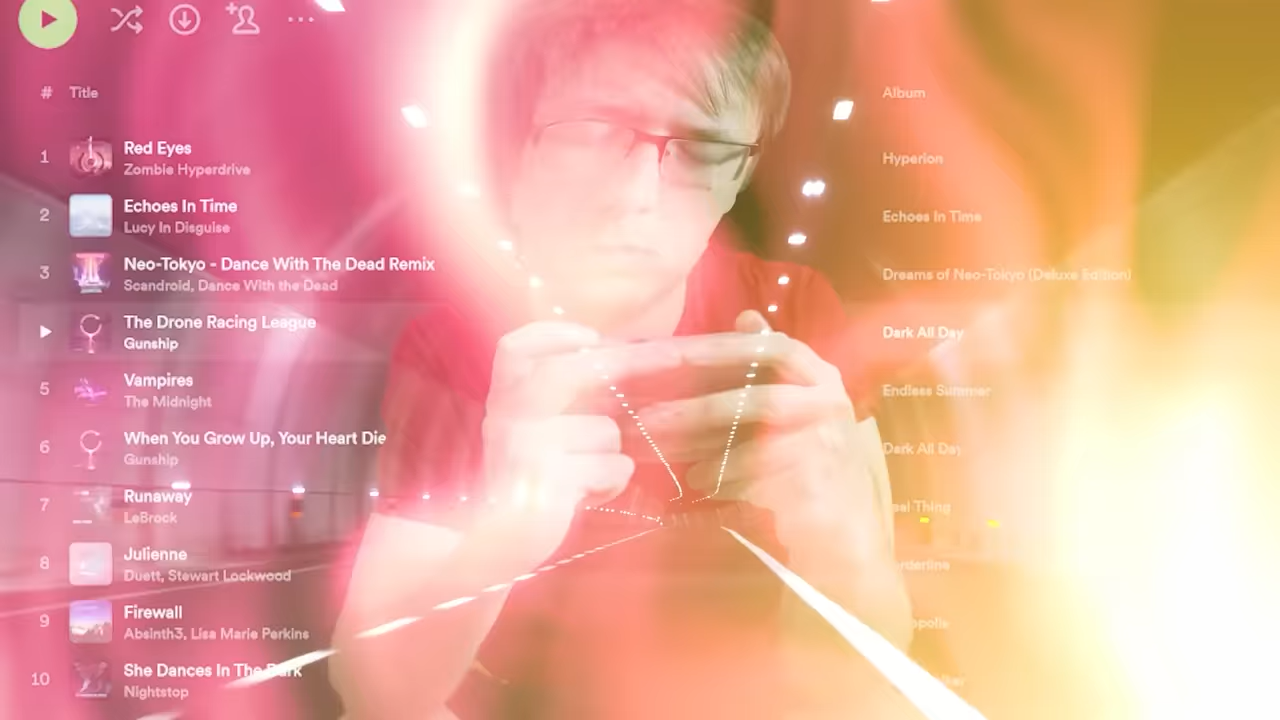 # Title Album
1 Red Eyes Hyperion
Zombie Hyperdrive
2 Echoes In Time Echoes In Time
Lucy In Disguise
3 Neo-Tokyo - Dance With The Dead Remix Dreams of Neo-Tokyo (Deluxe Edition)
Scandroid, Dance With the Dead
The Drone Racing League Dark All Day
Gunship
5 Vampires Endless Summer
The Midnight
6 When You Grow Up, Your Heart Die Dark All Day
Gunship
7 Runaway Thing
LeBrock
8 Julienne
Duett, Stewart Lockwood
9 Firewall
Absinth3, Lisa Marie Perkins
10 She Dances In The Dark
Nightstop